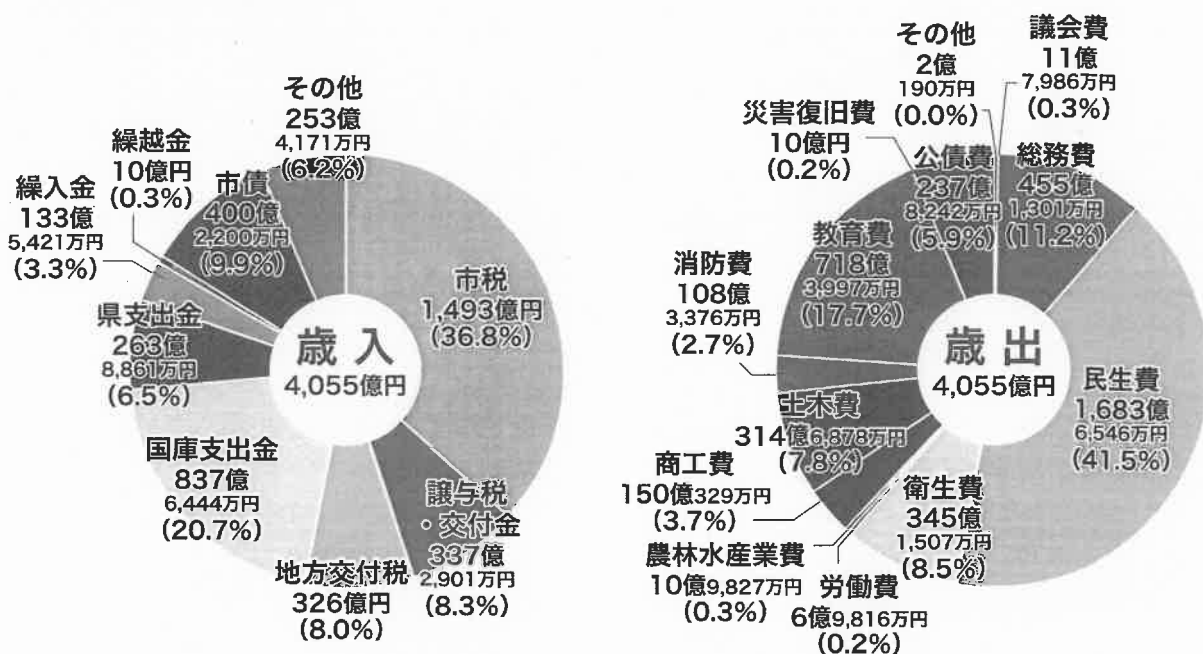 その他
253億
4,171万円
(6.2%)
繰越金
10億円
(0.3%)
繰入金
133億
5,421万円
(3.3%)
市債
400億
2,200万円
(9.9%)
県支出金
263億
8,861万円
(6.5%)
国庫支出金
837億
6,444万円
(20.7%)
地方交付税
326億円
(8.0%)
譲与税
・交付金
337億
2,901万円
(8.3%)
市税
1,493億円
(36.8%)
歳入
4,055億円
その他
2億
190万円
(0.0%)
議会費
11億
7,986万円
(0.3%)
災害復旧費
10億円
(0.2%)
公債費
237億
8,242万円
(5.9%)
総務費
455億
1,301万円
(11.2%)
教育費
718億
3,997万円
(17.7%)
消防費
108億
3,376万円
(2.7%)
土木費
314億6,878万円
(7.8%)
商工費
150億329万円
(3.7%)
農林水産業費
10億9,827万円
(0.3%)
労働費
6億9,816万円
(0.2%)
衛生費
345億
1,507万円
(8.5%)
民生費
1,683億
6,546万円
(41.5%)
歳出
4,055億円